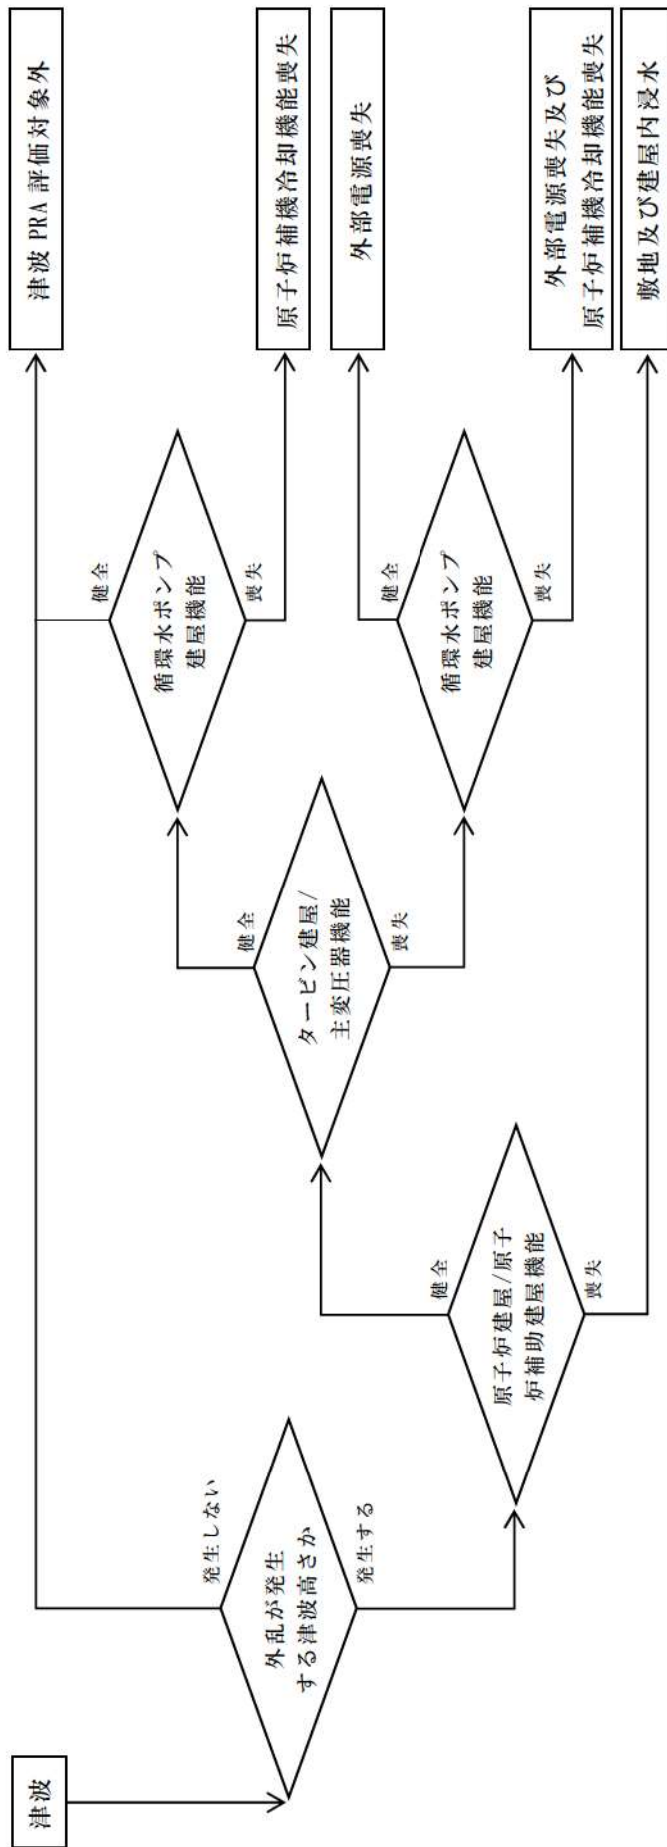 津波
外乱が発生
する津波高さか
発生しない
発生する
原子炉建屋/原子
炉補助建屋機能
健全
喪失
タービン建屋/
主変圧器機能
健全
喪失
循環水ポンプ
建屋機能
健全
喪失
循環水ポンプ
建屋機能
健全
喪失
津波 PRA 評価対象外
原子炉補機冷却機能喪失
外部電源喪失
外部電源喪失及び
原子炉補機冷却機能喪失
敷地及び建屋内浸水